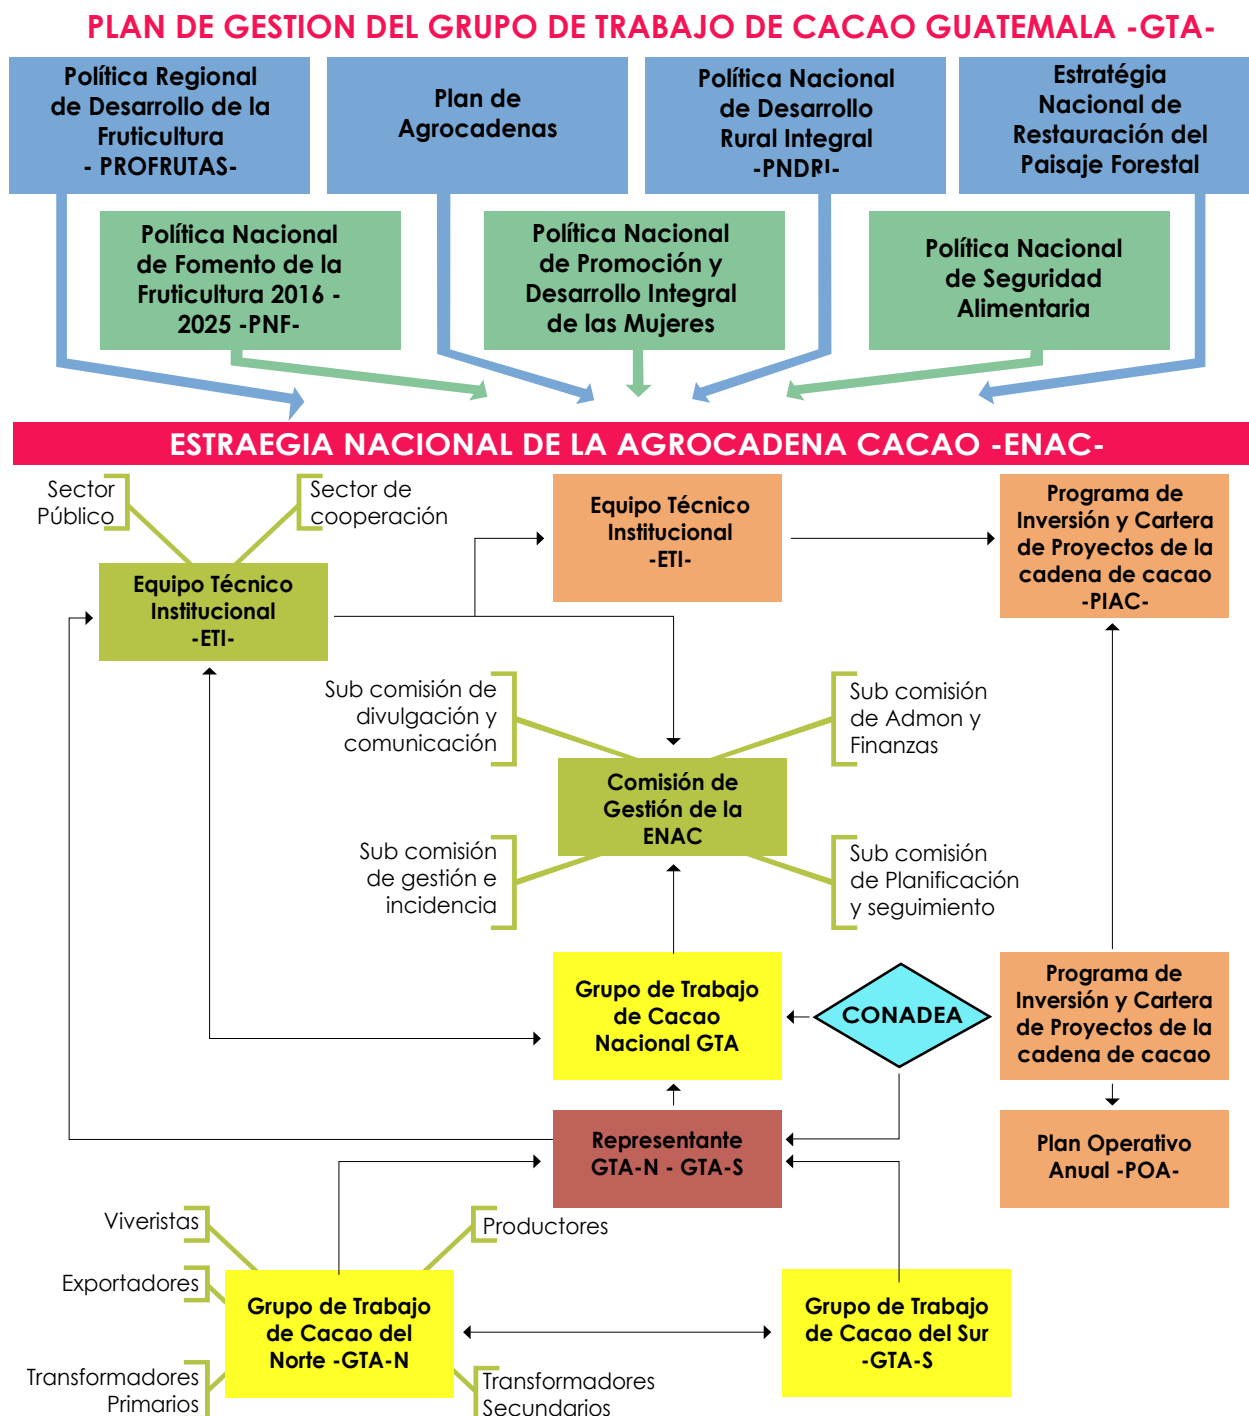 PLAN DE GESTION DEL GRUPO DE TRABAJO DE CACAO GUATEMALA -GTA-
Política Regional
de Desarrollo de la
Fruticultura
- PROFRUTAS-
Plan de
Agrocadenas
Política Nacional
de Desarrollo
Rural Integral
-PNDRI-
Estratégia
Nacional de
Restauración del
Paisaje Forestal
Política Nacional
de Fomento de la
Fruticultura 2016 -
2025 -PNF-
Política Nacional
de Promoción y
Desarrollo Integral
de las Mujeres
Política Nacional
de Seguridad
Alimentaria
ESTRAEGIA NACIONAL DE LA AGROCADENA CACAO -ENAC-
Sector
Público
Sector de
cooperación
Equipo Técnico
Institucional
-ETI-
Programa de
Inversión y Cartera
de Proyectos de la
cadena de cacao
-PIAC-
Equipo Técnico
Institucional
-ETI-
Sub comisión de
divulgación y
comunicación
Sub comisión
de Admon y
Finanzas
Comisión de
Gestión de la
ENAC
Sub comisión
de gestión e
incidencia
Sub comisión
de Planificación
y seguimiento
Grupo de Trabajo
de Cacao
Nacional GTA
CONADEA
Programa de
Inversión y Cartera
de Proyectos de la
cadena de cacao
Representante
GTA-N - GTA-S
Plan Operativo
Anual -POA-
Viveristas
Productores
Exportadores
Grupo de Trabajo
de Cacao del
Norte -GTA-N
Grupo de Trabajo
de Cacao del Sur
-GTA-S
Transformadores
Primarios
Transformadores
Secundarios